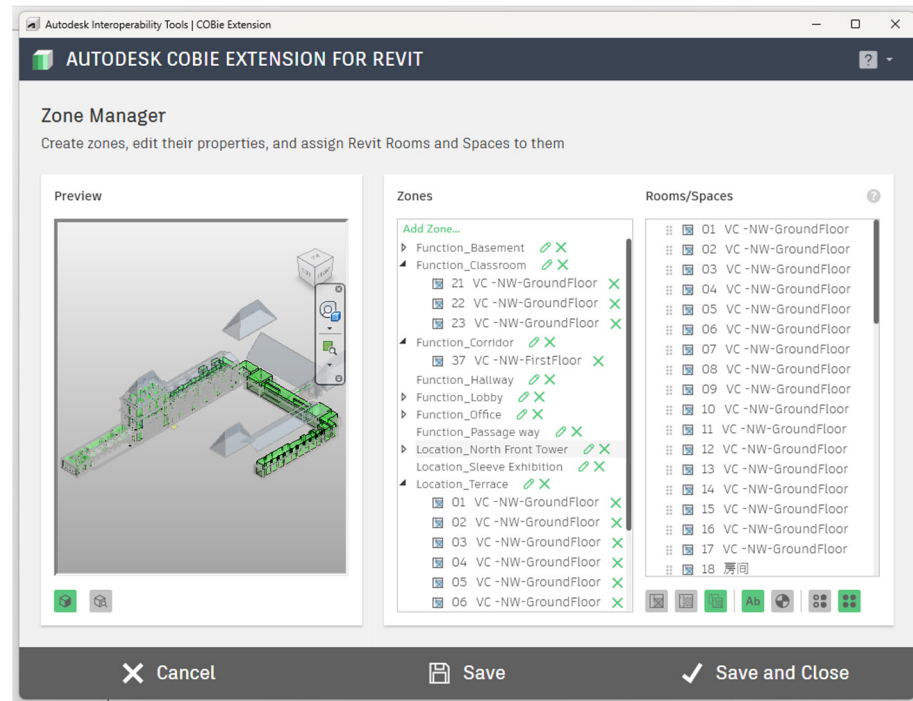 Autodesk Interoperability Tools | COBie Extension
AUTODESK COBIE EXTENSION FOR REVIT
?
Zone Manager
Create zones, edit their properties, and assign Revit Rooms and Spaces to them
Preview
Zones
Add Zone...
Function_Basement
Function_Classroom
21 VC -NW-GroundFloor
22 VC -NW-GroundFloor
23 VC -NW-GroundFloor
Function_Corridor
37 VC -NW-FirstFloor
Function_Hallway
Function_Lobby
Function_Office
Function_Passage way
Location_North Front Tower
Location_Sleeve Exhibition
Location_Terrace
01 VC -NW-GroundFloor
02 VC -NW-GroundFloor
03 VC -NW-GroundFloor
04 VC -NW-GroundFloor
05 VC -NW-GroundFloor
06 VC -NW-GroundFloor
Rooms/Spaces
?
01 VC -NW-GroundFloor
02 VC -NW-GroundFloor
03 VC -NW-GroundFloor
04 VC -NW-GroundFloor
05 VC -NW-GroundFloor
06 VC -NW-GroundFloor
07 VC -NW-GroundFloor
08 VC -NW-GroundFloor
09 VC -NW-GroundFloor
10 VC -NW-GroundFloor
11 VC -NW-GroundFloor
12 VC -NW-GroundFloor
13 VC -NW-GroundFloor
14 VC -NW-GroundFloor
15 VC -NW-GroundFloor
16 VC -NW-GroundFloor
17 VC -NW-GroundFloor
18 房间
Ab
Cancel
Save
Save and Close